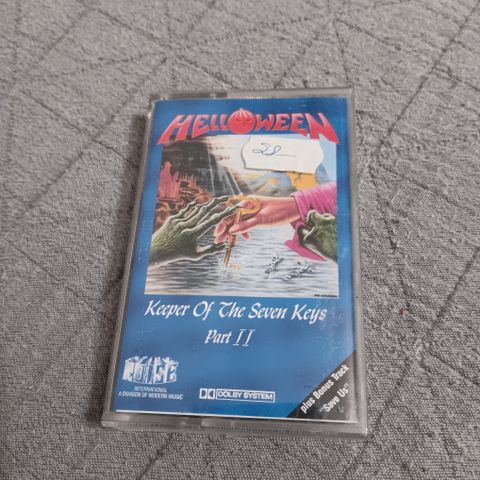 HELLOWEEN
Keeper Of The Seven Keys
Part II
NOISE
INTERNATIONAL
A DIVISION OF MODERN MUSIC
DOLBY SYSTEM
plus Bonus Track
"Save Us"